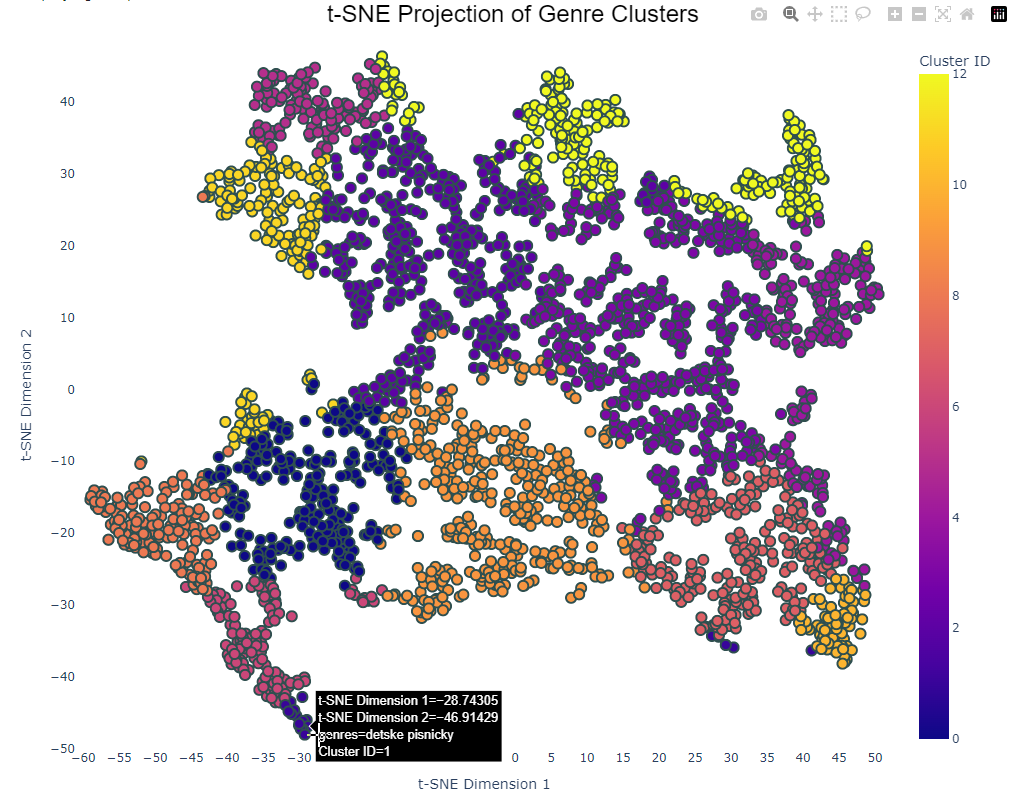 t-SNE Projection of Genre Clusters
Cluster ID
12
10
8
6
4
2
0
t-SNE Dimension 2
40
30
20
10
0
−10
−20
−30
−40
−50
t-SNE Dimension 1=−28.74305
t-SNE Dimension 2=−46.91429
genres=detske pisnicky
Cluster ID=1
−60 −55 −50 −45 −40 −35 −30 0 5 10 15 20 25 30 35 40 45 50
t-SNE Dimension 1